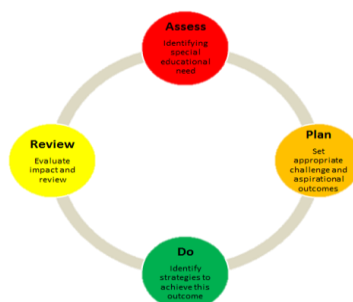 Assess
Identifying
special
educational
need
Plan
Set
appropriate
challenge and
aspirational
outcomes
Do
Identify
strategies to
achieve this
outcome
Review
Evaluate
impact and
review